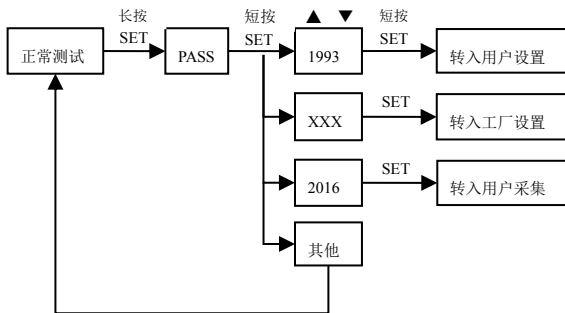 长按 短按 ▲ ▼ 短按
SET SET SET
正常测试 PASS 1993 转入用户设置
SET
XXX 转入工厂设置
SET
2016 转入用户采集
其他